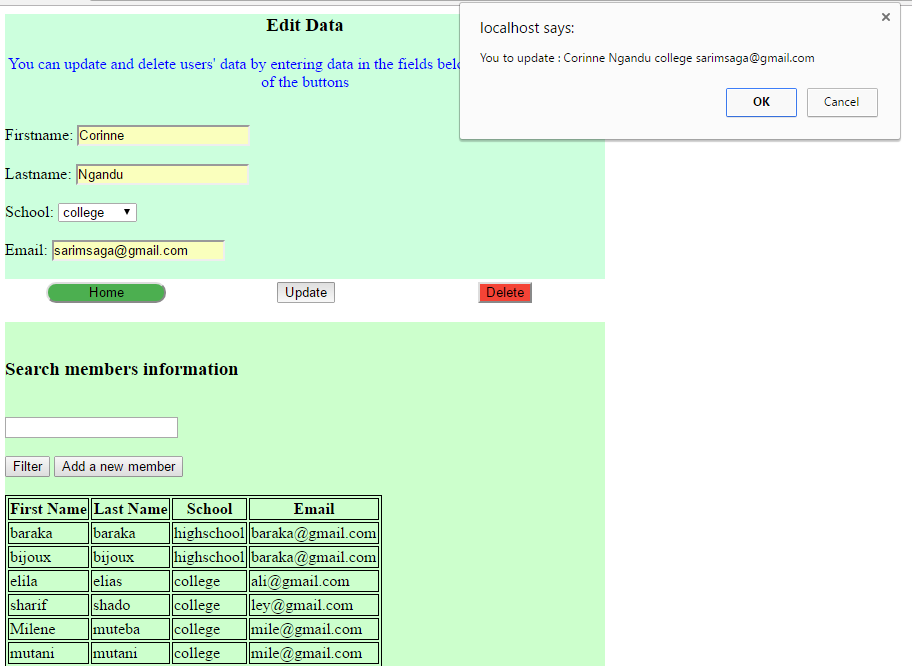 Edit Data
You can update and delete users' data by entering data in the fields
of the buttons
localhost says:
You to update : Corinne Ngandu college sarimsaga@gmail.com
OK
Cancel
Firstname: Corinne
Lastname: Ngandu
School: college
Email: sarimsaga@gmail.com
Home Update Delete
Search members information
Filter Add a new member
First Name Last Name School Email
baraka baraka highschool baraka@gmail.com
bijoux bijoux highschool baraka@gmail.com
elila elias college ali@gmail.com
sharif shado college ley@gmail.com
Milene muteba college mile@gmail.com
mutani mutani college mile@gmail.com